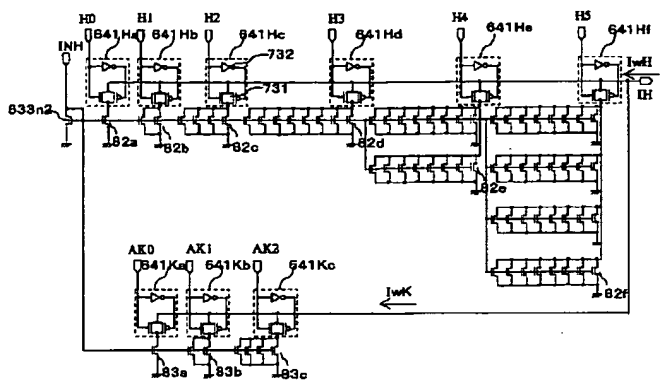 H0 H1 H2 H3 H4 H5
INH 641Ha 641Hb 641Hc 641Hd 641He 641Hf
732
IwH
731
IH
633n2
82a 82b 82c 82d
82e
AK0 AK1 AK2
641Ka 641Kb 641Kc
82f
IwK
83a 83b 83c